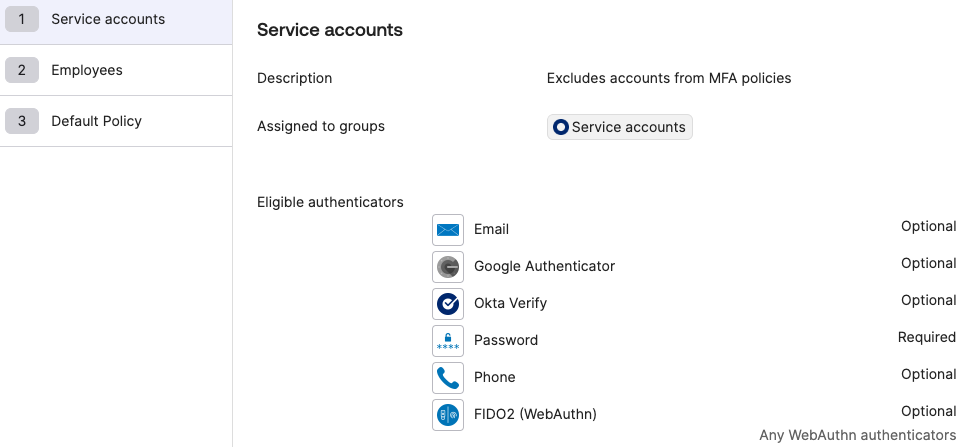 1 Service accounts
2 Employees
3 Default Policy
Service accounts
Description Excludes accounts from MFA policies
Assigned to groups Service accounts
Eligible authenticators
Email Optional
Google Authenticator Optional
Okta Verify Optional
**** Password Required
Phone Optional
FIDO2 (WebAuthn) Optional
Any WebAuthn authenticators